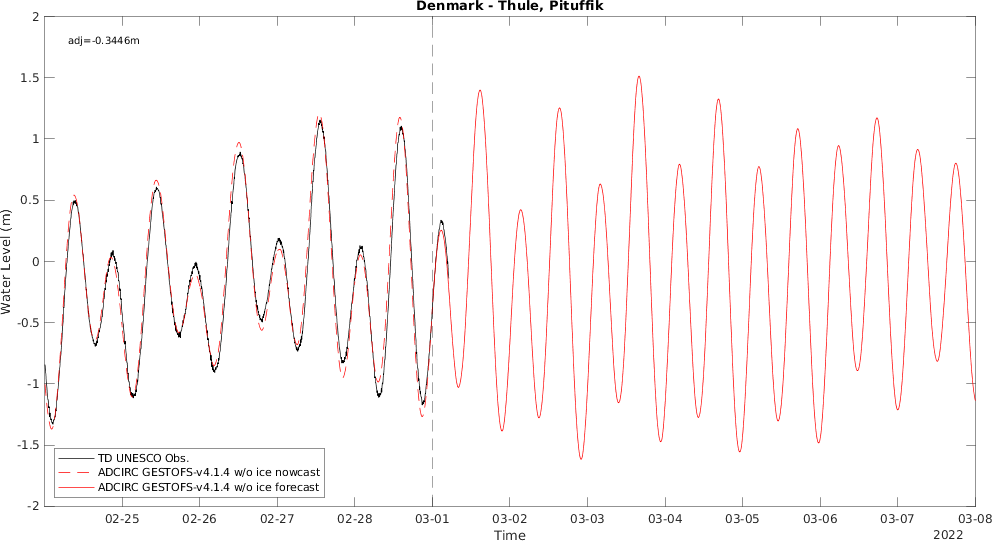 Denmark - Thule, Pituffik
adj=-0.3446m
2
1.5
1
0.5
0
-0.5
-1
-1.5
-2
Water Level (m)
TD UNESCO Obs.
ADCIRC GESTOFS-v4.1.4 w/o ice nowcast
ADCIRC GESTOFS-v4.1.4 w/o ice forecast
02-25 02-26 02-27 02-28 03-01 03-02 03-03 03-04 03-05 03-06 03-07 03-08
Time
2022